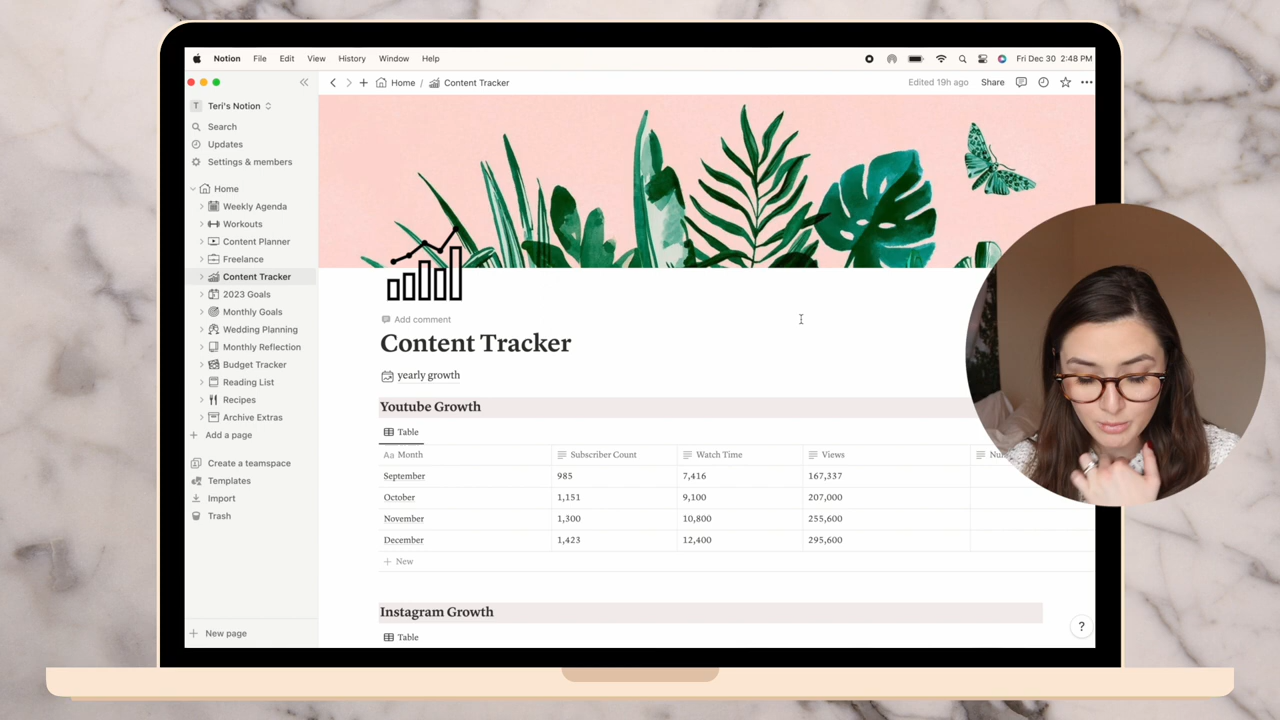 Notion File Edit View History Window Help Fri Dec 30 2:48 PM
Home / Content Tracker Edited 19h ago Share
T Teri's Notion
Search
Updates
Settings & members
Home
Weekly Agenda
Workouts
Content Planner
Freelance
Content Tracker
2023 Goals
Monthly Goals
Wedding Planning
Monthly Reflection
Budget Tracker
Reading List
Recipes
Archive Extras
+ Add a page
Create a teamspace
Templates
Import
Trash
+ New page
Add comment
Content Tracker
yearly growth
Youtube Growth
Table
Aa Month Subscriber Count Watch Time Views
September 985 7,416 167,337
October 1,151 9,100 207,000
November 1,300 10,800 255,600
December 1,423 12,400 295,600
+ New
Instagram Growth
Table
?